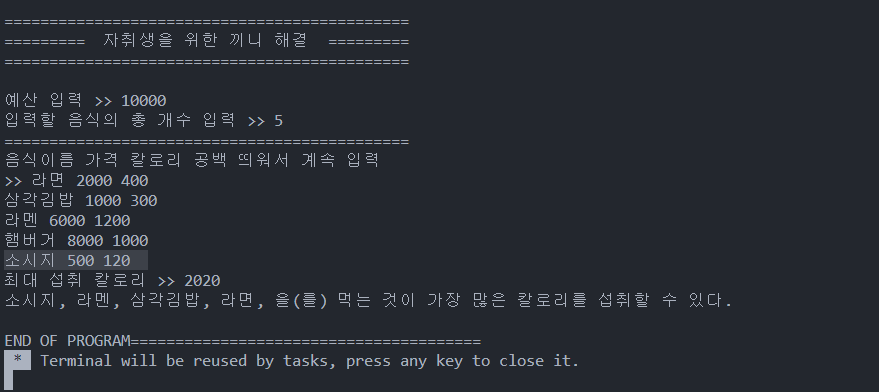 =============================================
=========  자취생을 위한 끼니 해결  =========
=============================================
예산 입력 >> 10000
입력할 음식의 총 개수 입력 >> 5
=============================================
음식이름 가격 칼로리 공백 띄워서 계속 입력
>> 라면 2000 400
삼각김밥 1000 300
라멘 6000 1200
햄버거 8000 1000
소시지 500 120
최대 섭취 칼로리 >> 2020
소시지, 라멘, 삼각김밥, 라면, 을(를) 먹는 것이 가장 많은 칼로리를 섭취할 수 있다.
END OF PROGRAM=======================================
* Terminal will be reused by tasks, press any key to close it.